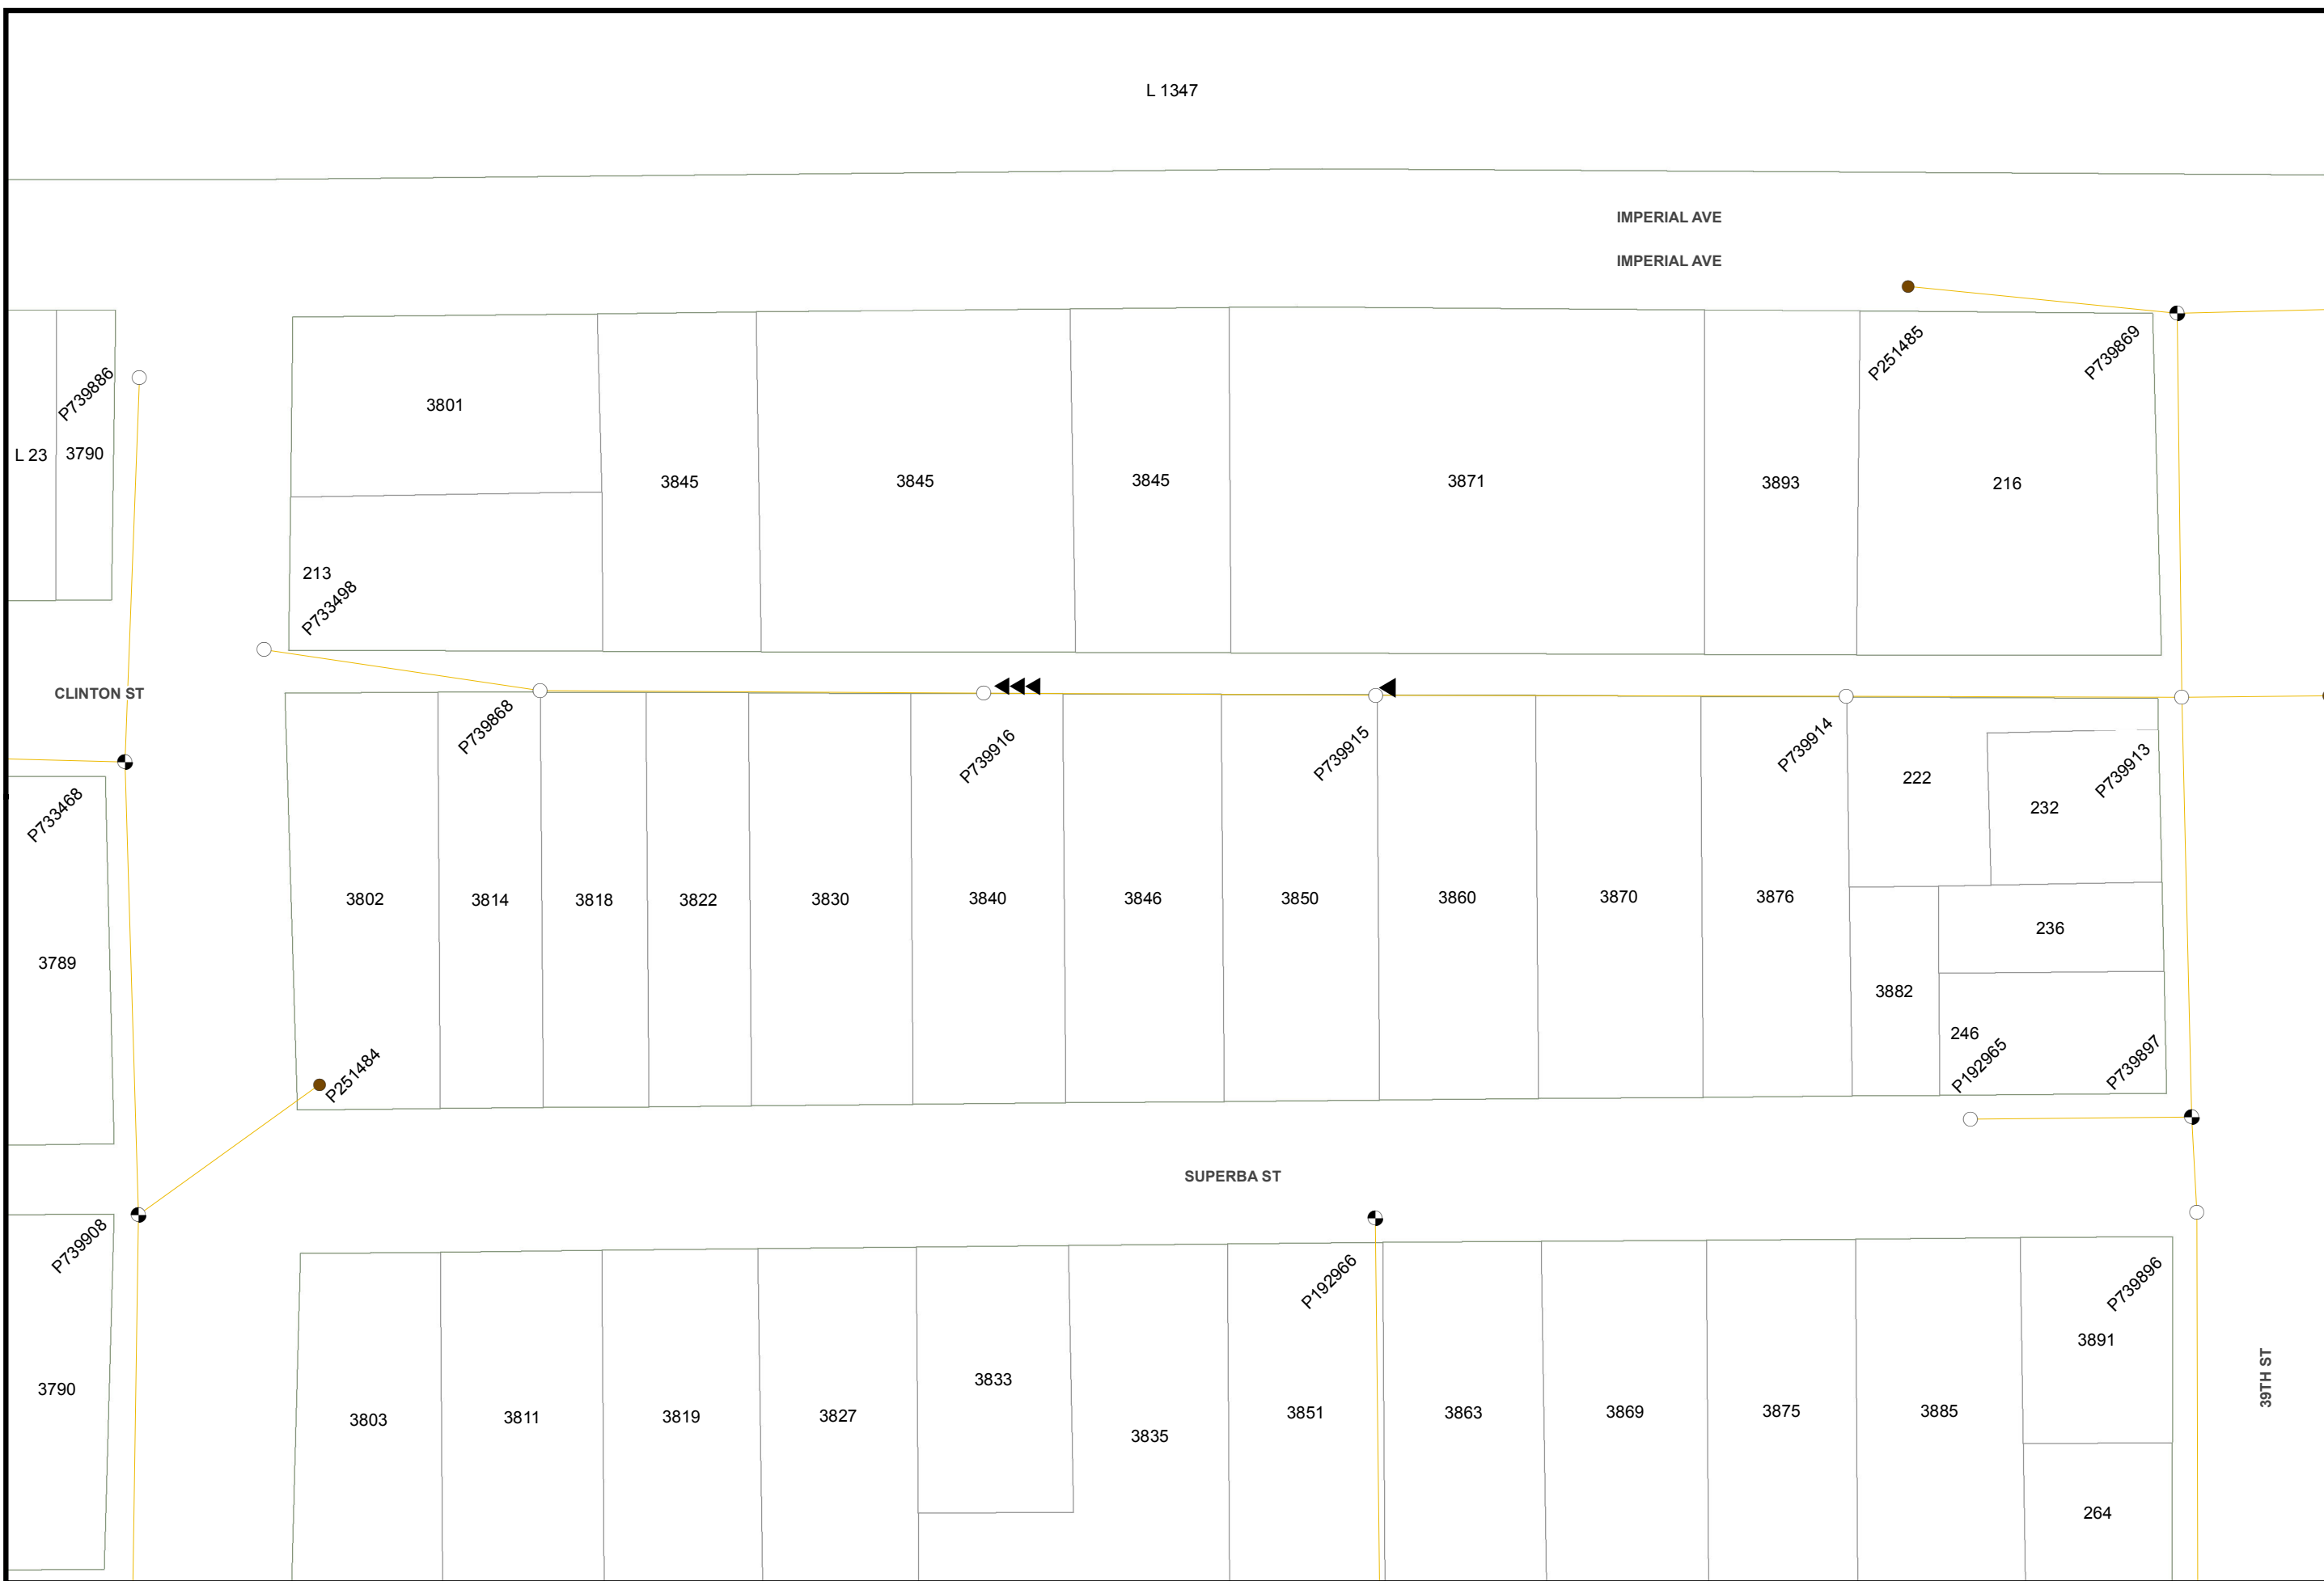 L 1347
IMPERIAL AVE
IMPERIAL AVE
P251485
P739869
P739886
3801
L 23
3790
3845
3845
3845
3871
3893
216
213
P733498
CLINTON ST
P739868
P739916
P739915
P739914
P739913
222
232
P733468
3802
3814
3818
3822
3830
3840
3846
3850
3860
3870
3876
236
3789
3882
246
P192965
P739897
P251484
SUPERBA ST
P739908
P192966
P739896
3891
3790
3803
3811
3819
3827
3833
3835
3851
3863
3869
3875
3885
39TH ST
264